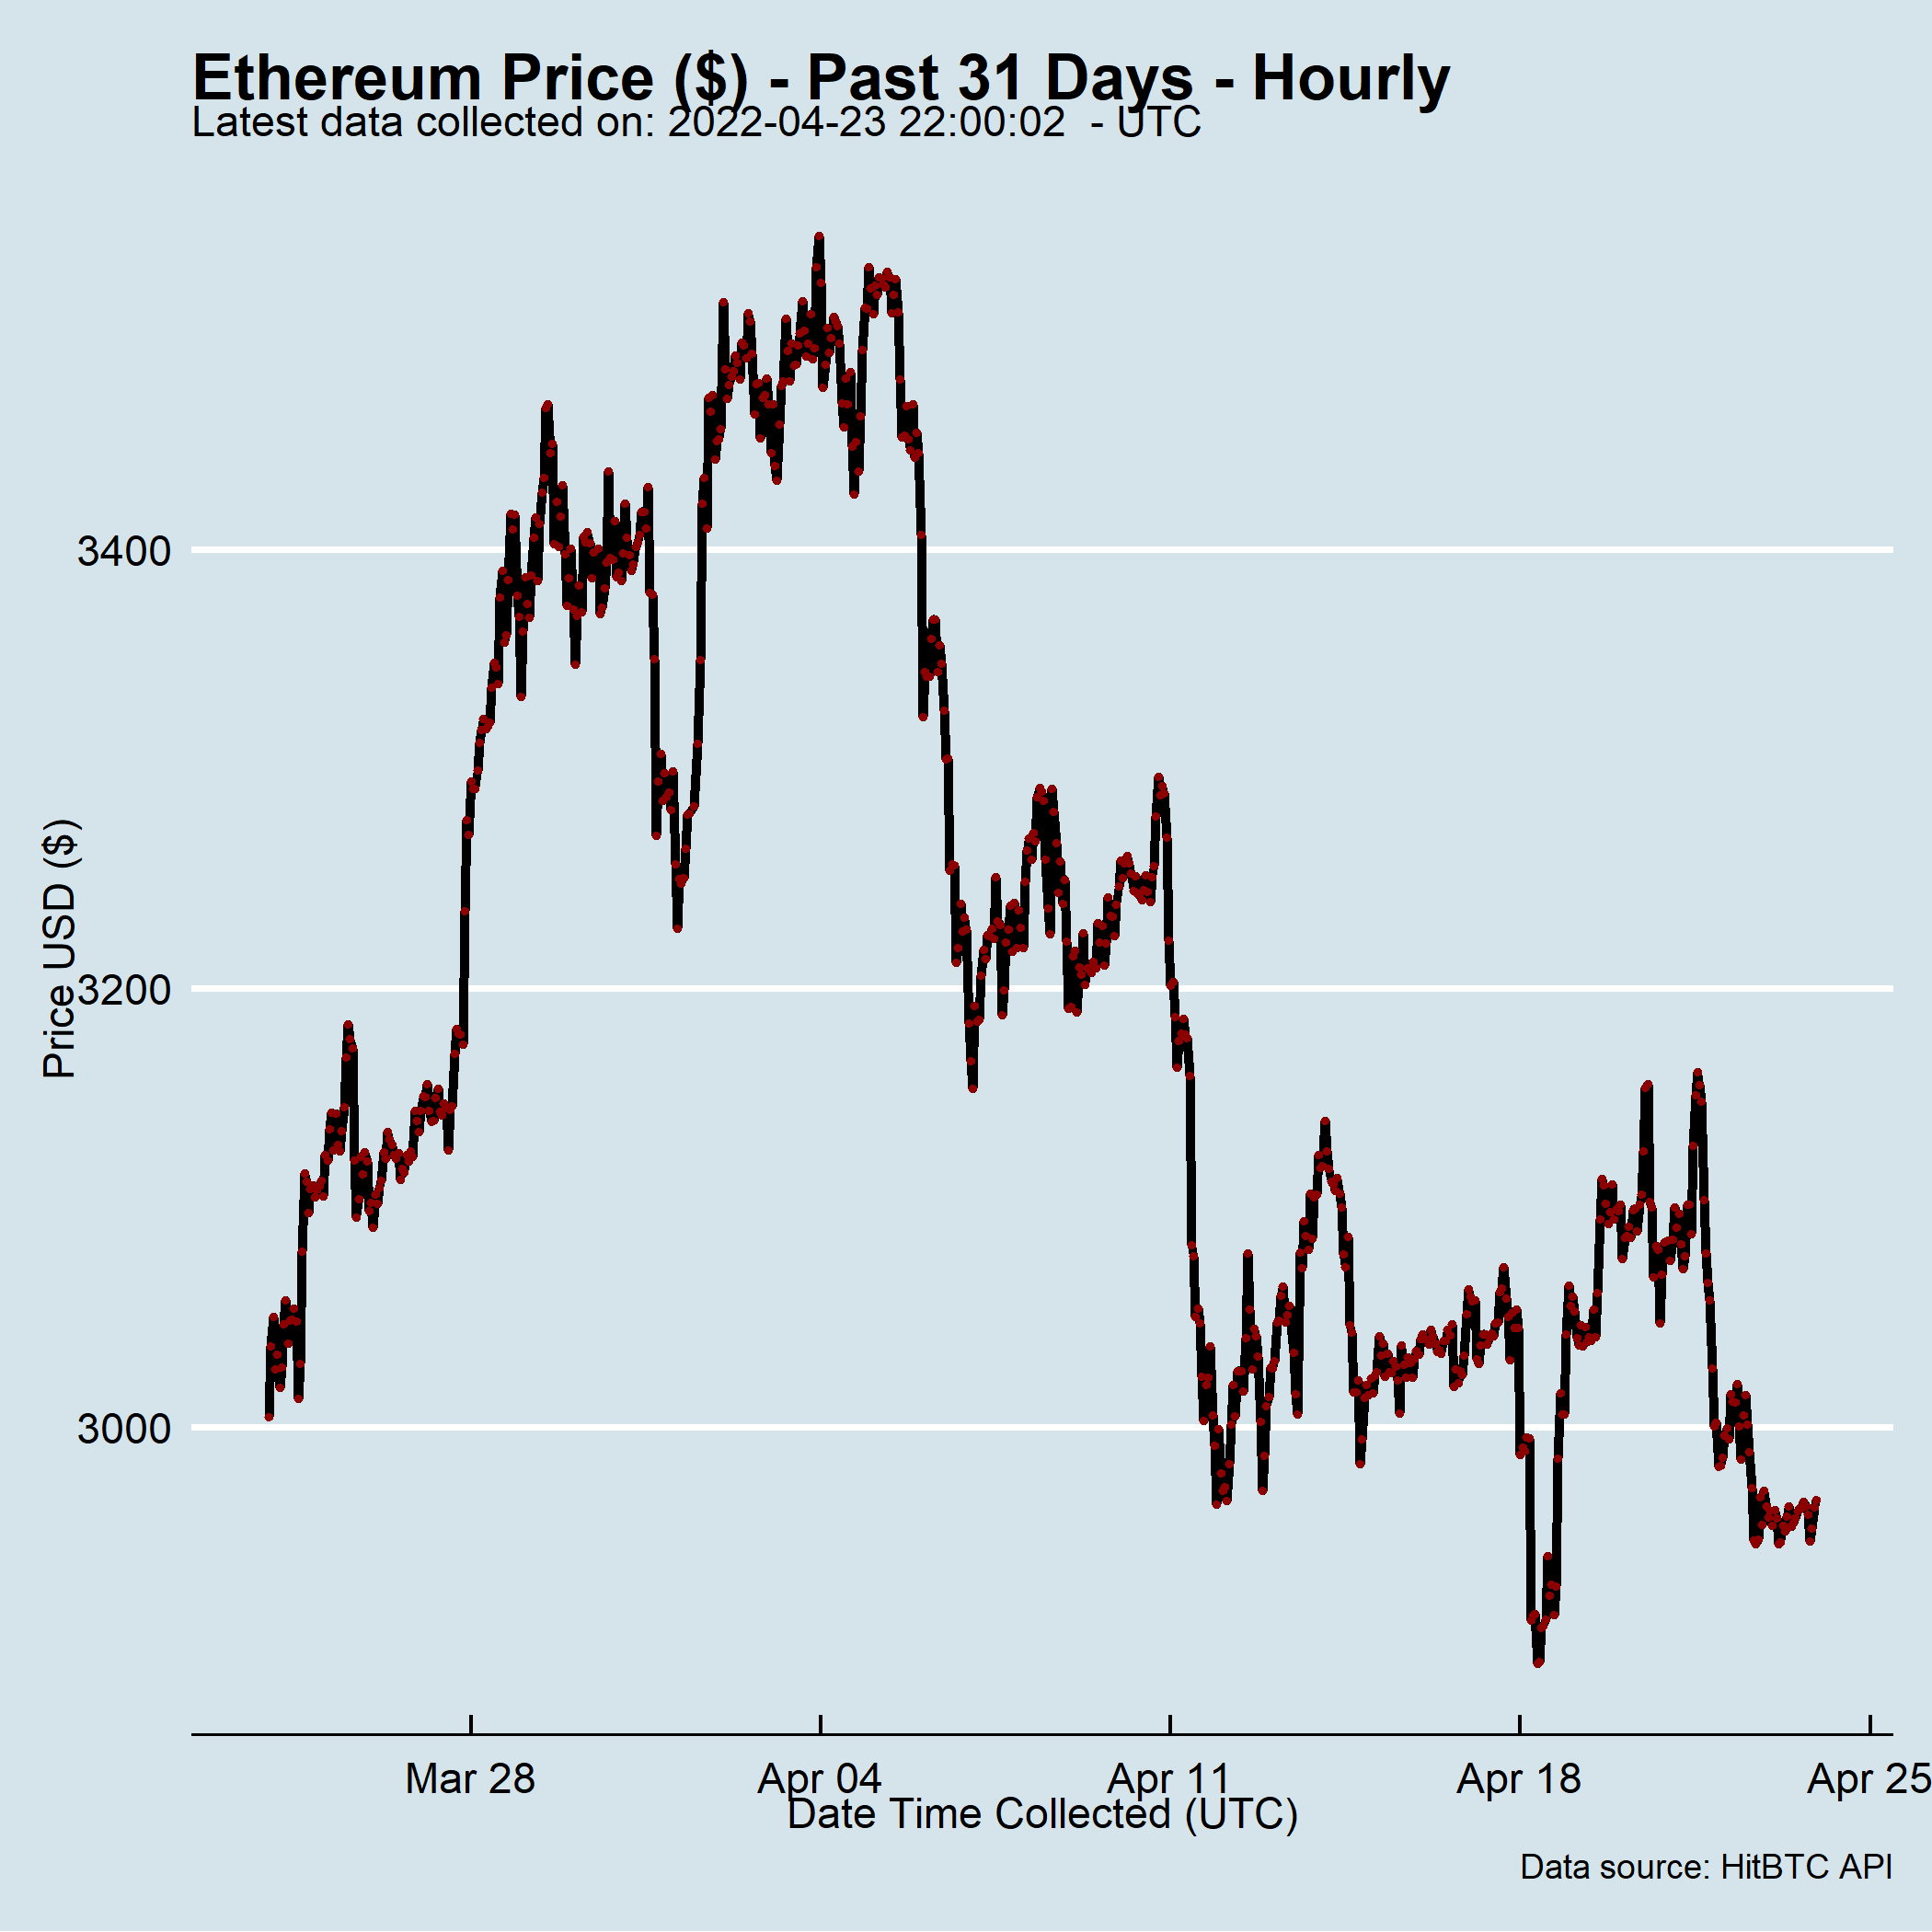 Ethereum Price ($) - Past 31 Days - Hourly
Latest data collected on: 2022-04-23 22:00:02  - UTC
Price USD ($)
3400
3200
3000
Mar 28
Apr 04
Apr 11
Apr 18
Apr 25
Date Time Collected (UTC)
Data source: HitBTC API